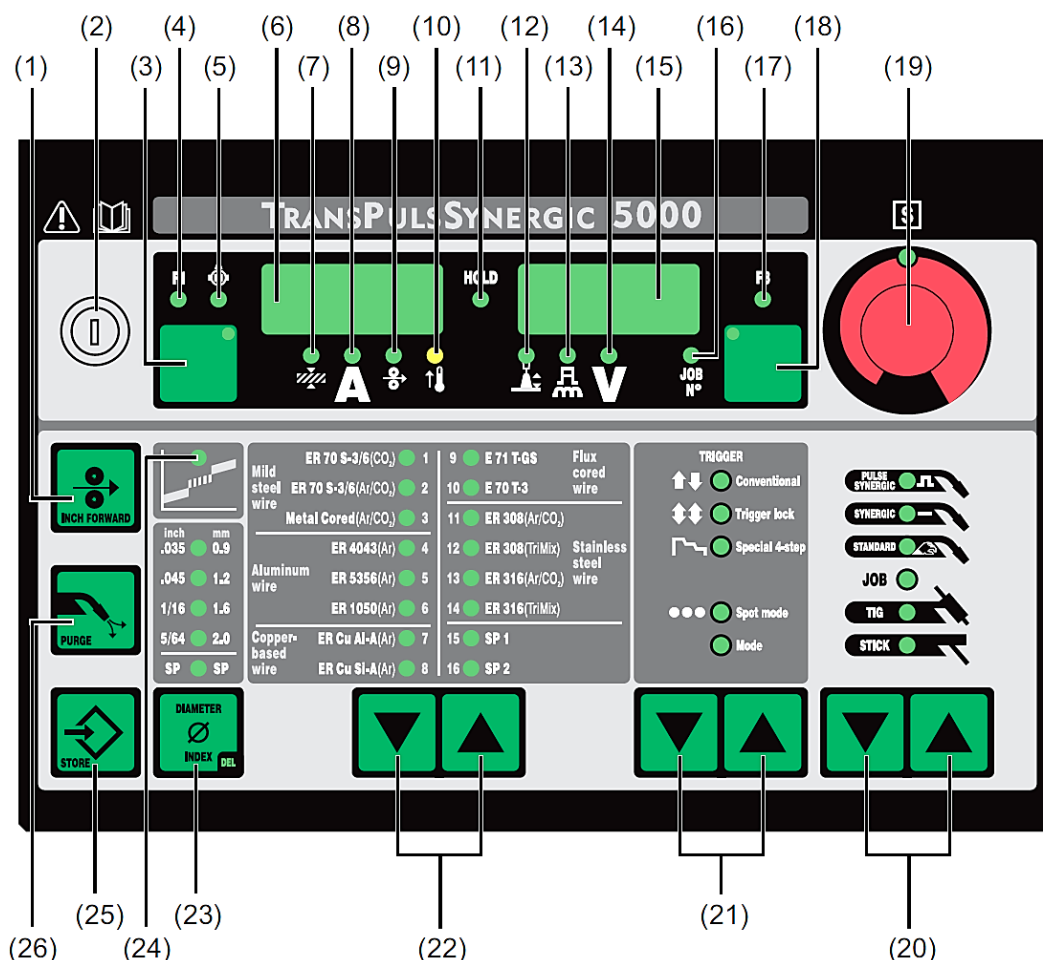 (2) (4) (6) (8) (10) (12) (14) (16) (18)
(1) (3) (5) (7) (9) (11) (13) (15) (17) (19)
TRANSPULSSYNERGIC 5000
S
F1 HOLD F3
A V JOB N°
INCH FORWARD
PURGE
STORE
inch mm
.035 0.9
.045 1.2
1/16 1.6
5/64 2.0
SP SP
DIAMETER
Ø
INDEX DEL
Mild steel wire
ER 70 S-3/6(CO₂) 1
ER 70 S-3/6(Ar/CO₂) 2
Metal Cored(Ar/CO₂) 3
Aluminum wire
ER 4043(Ar) 4
ER 5356(Ar) 5
ER 1050(Ar) 6
Copper-based wire
ER Cu Al-A(Ar) 7
ER Cu Si-A(Ar) 8
Flux cored wire
9 E 71 T-GS
10 E 70 T-3
Stainless steel wire
11 ER 308(Ar/CO₂)
12 ER 308(TriMix)
13 ER 316(Ar/CO₂)
14 ER 316(TriMix)
15 SP 1
16 SP 2
TRIGGER
Conventional
Trigger lock
Special 4-step
Spot mode
Mode
PULSE SYNERGIC
SYNERGIC
STANDARD
JOB
TIG
STICK
(25) (23) (21)
(26) (24) (22) (20)